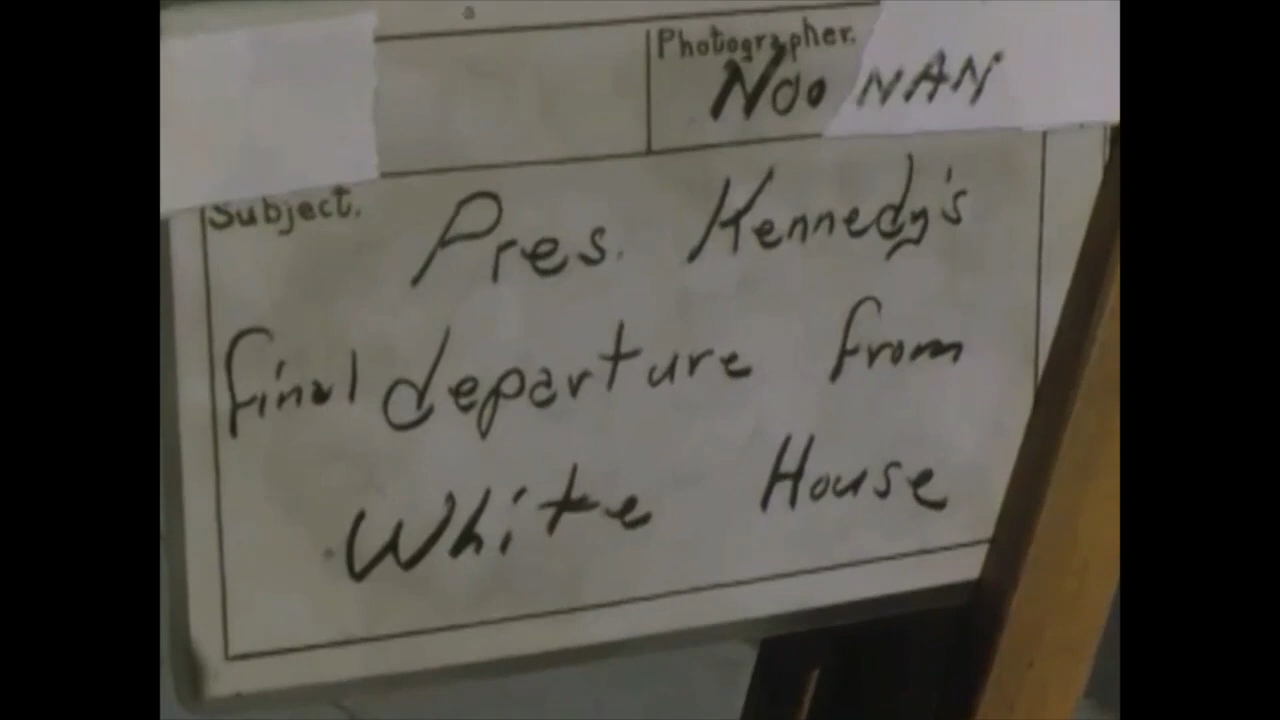 Photographer.
NooNAN
Subject.
Pres. Kennedy's
final departure from
White House